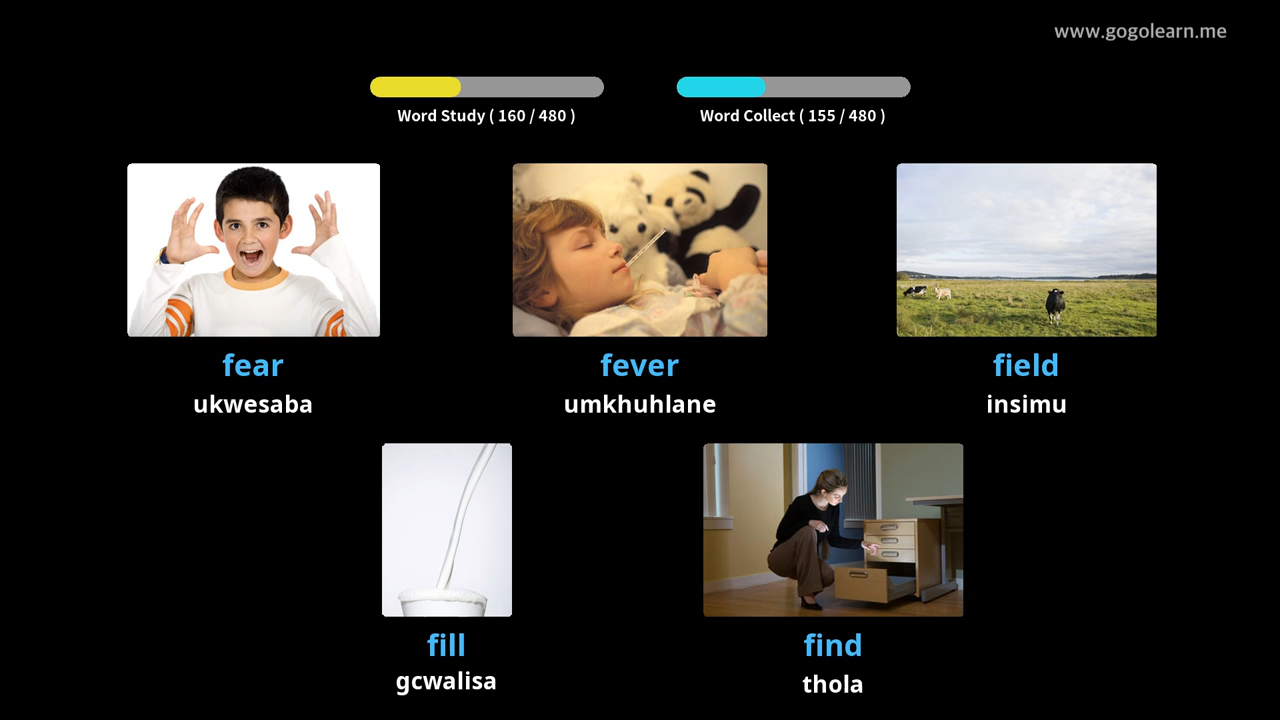 www.gogolearn.me
Word Study ( 160 / 480 )
Word Collect ( 155 / 480 )
fear
ukwesaba
fever
umkhuhlane
field
insimu
fill
gcwalisa
find
thola